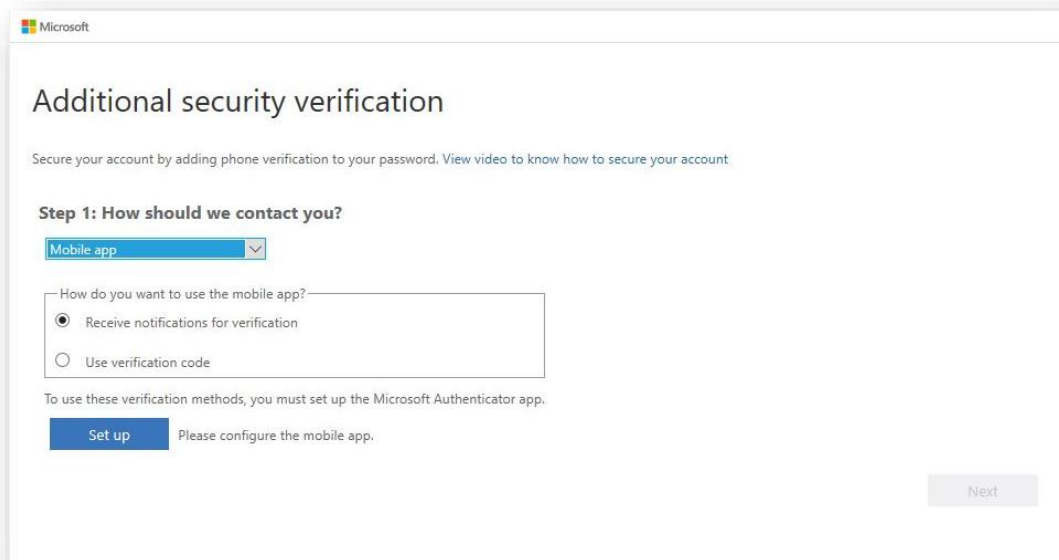 Microsoft
Additional security verification
Secure your account by adding phone verification to your password. View video to know how to secure your account
Step 1: How should we contact you?
Mobile app
How do you want to use the mobile app?
Receive notifications for verification
Use verification code
To use these verification methods, you must set up the Microsoft Authenticator app.
Set up Please configure the mobile app.
Next